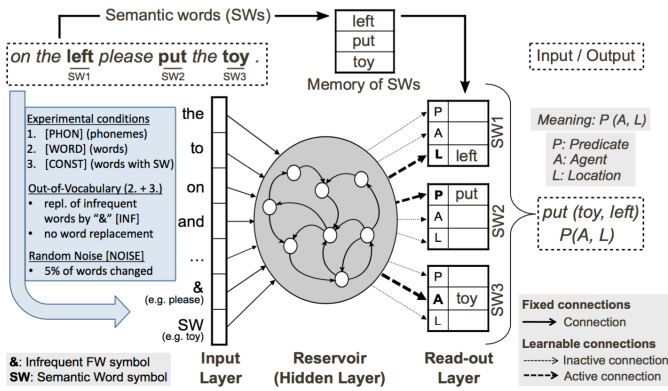 Semantic words (SWs)
left
put
toy
Memory of SWs
on the left please put the toy .
SW1 SW2 SW3
Input / Output
Experimental conditions
1. [PHON] (phonemes)
2. [WORD] (words)
3. [CONST] (words with SW)
Out-of-Vocabulary (2. + 3.)
• repl. of infrequent
words by "&" [INF]
• no word replacement
Random Noise [NOISE]
• 5% of words changed
the
to
on
and
...
&
(e.g. please)
SW
(e.g. toy)
P
A
L left
SW1
P put
A
L
SW2
P
A toy
L
SW3
Meaning: P (A, L)
P: Predicate
A: Agent
L: Location
put (toy, left)
P(A, L)
Fixed connections
Connection
Learnable connections
Inactive connection
Active connection
&: Infrequent FW symbol
SW: Semantic Word symbol
Input
Layer
Reservoir
(Hidden Layer)
Read-out
Layer